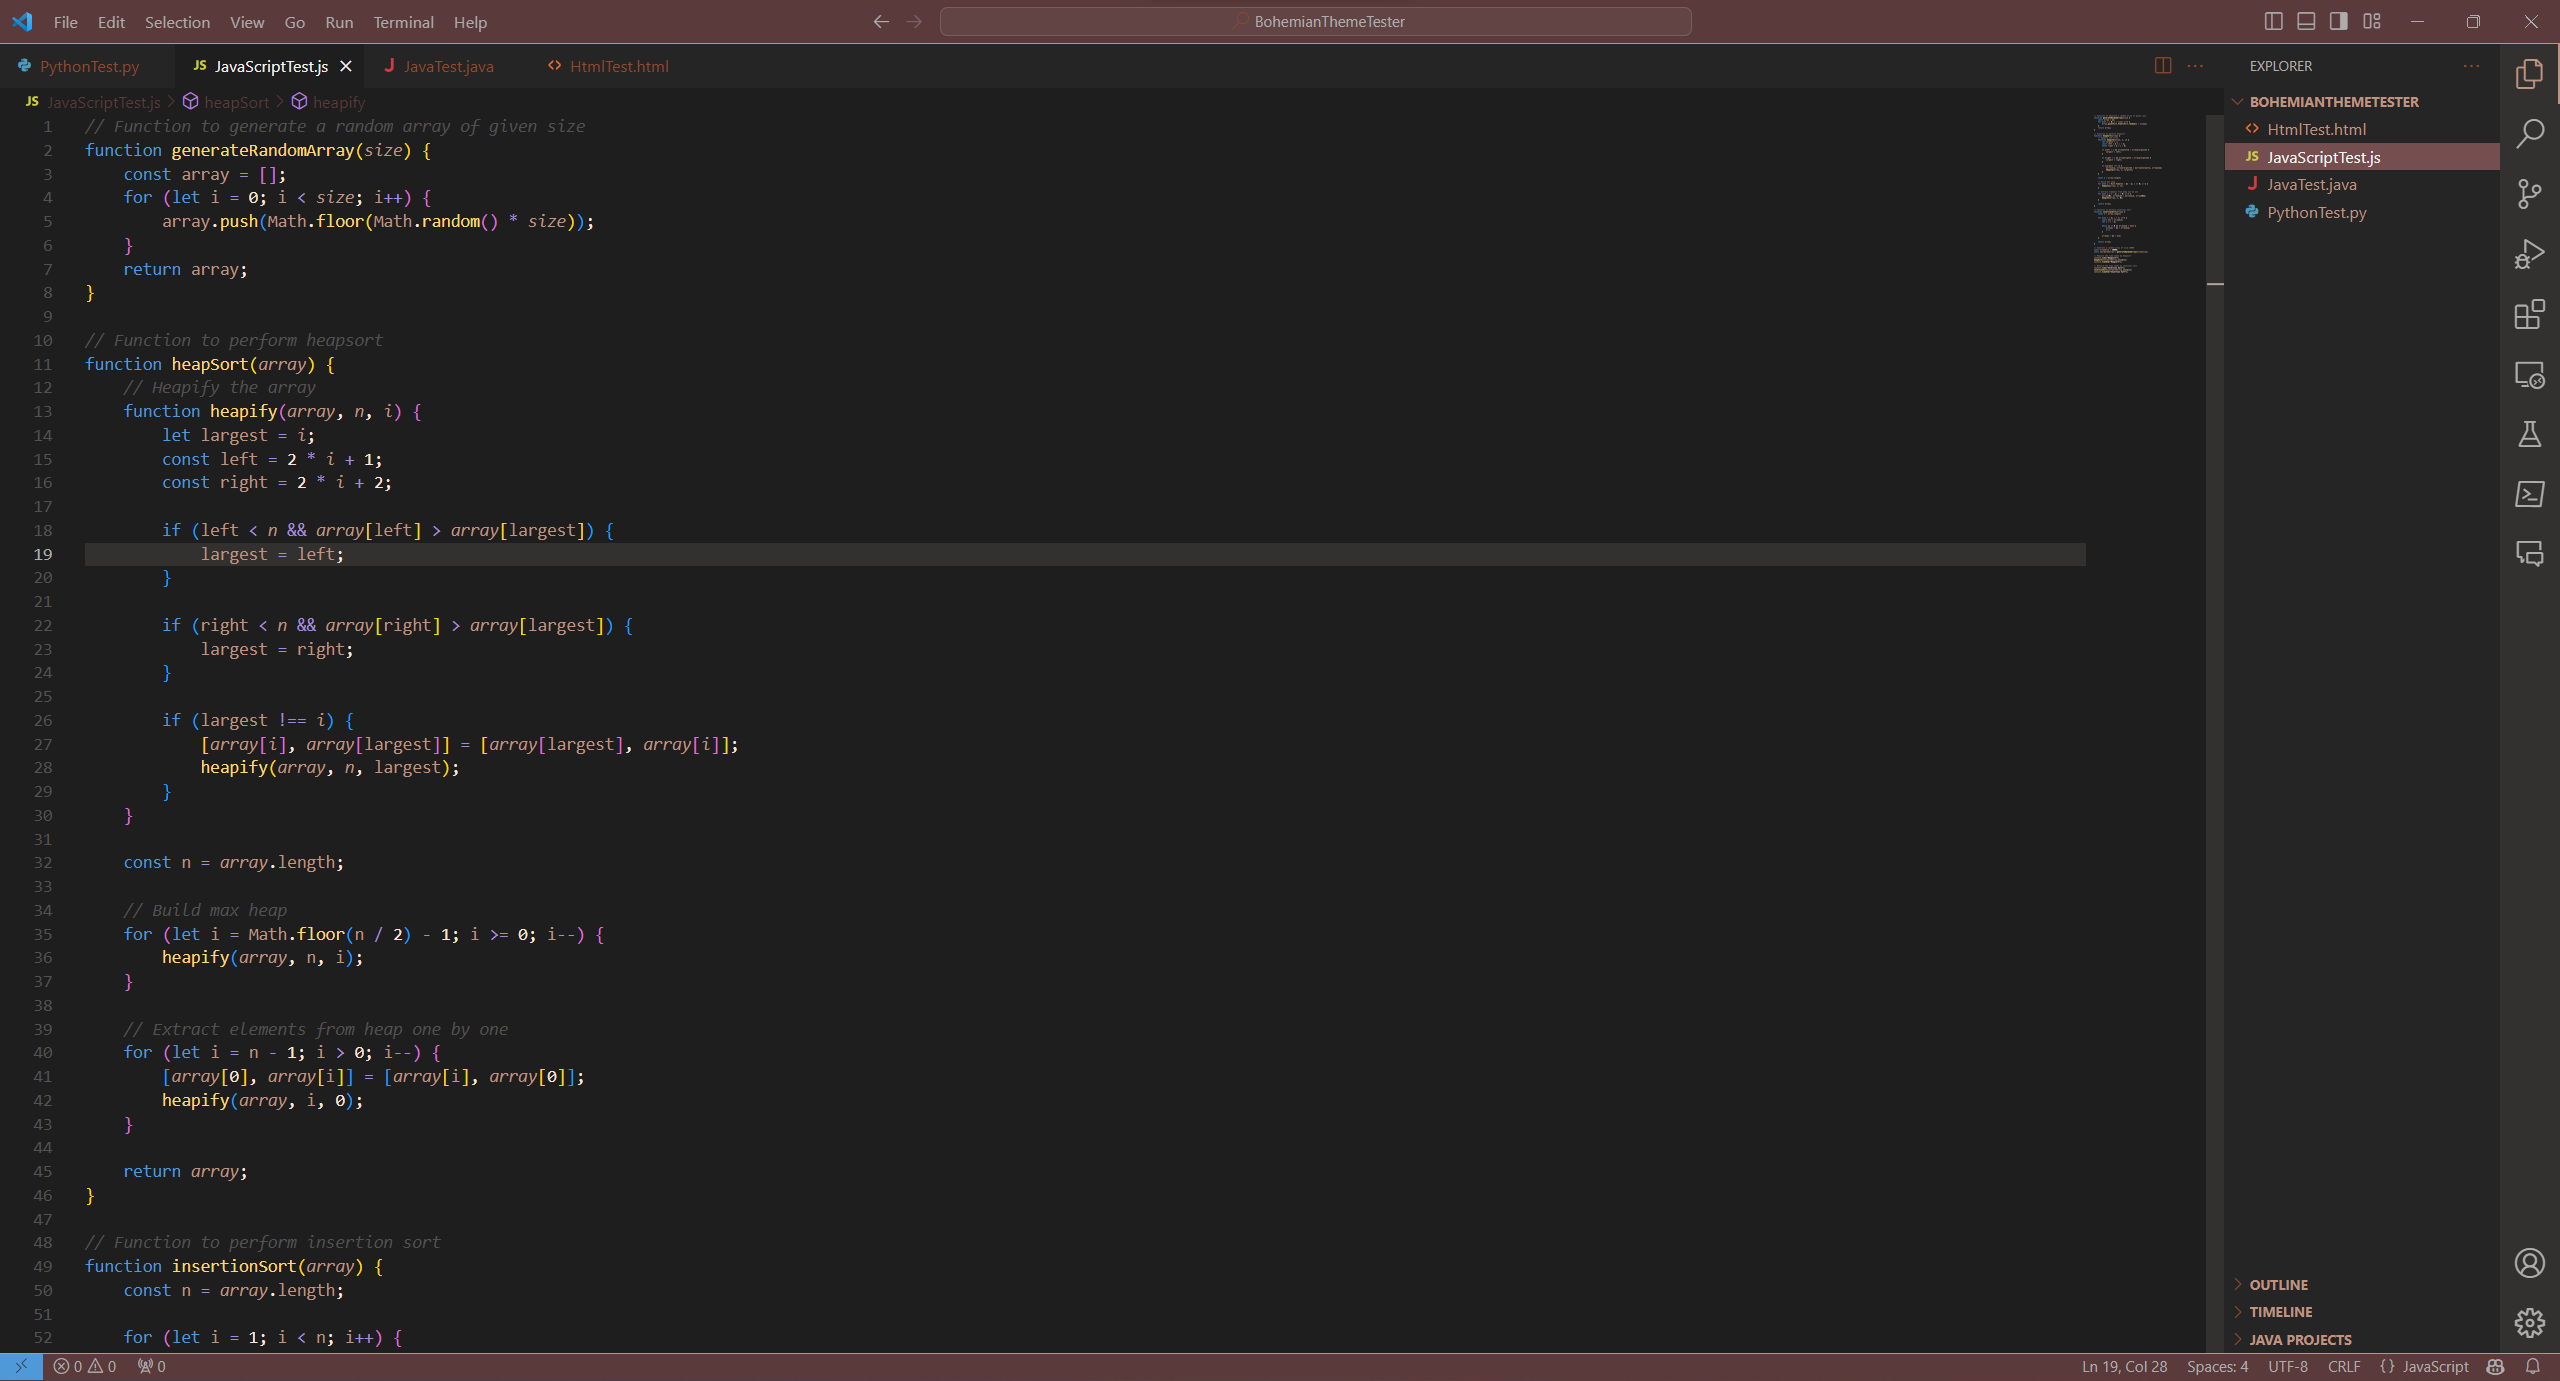 File Edit Selection View Go Run Terminal Help
BohemianThemeTester
PythonTest.py
JS JavaScriptTest.js
J JavaTest.java
<> HtmlTest.html
JS JavaScriptTest.js > heapSort > heapify
1 // Function to generate a random array of given size
2 function generateRandomArray(size) {
3     const array = [];
4     for (let i = 0; i < size; i++) {
5         array.push(Math.floor(Math.random() * size));
6     }
7     return array;
8 }
9
10 // Function to perform heapsort
11 function heapSort(array) {
12     // Heapify the array
13     function heapify(array, n, i) {
14         let largest = i;
15         const left = 2 * i + 1;
16         const right = 2 * i + 2;
17
18         if (left < n && array[left] > array[largest]) {
19             largest = left;
20         }
21
22         if (right < n && array[right] > array[largest]) {
23             largest = right;
24         }
25
26         if (largest !== i) {
27             [array[i], array[largest]] = [array[largest], array[i]];
28             heapify(array, n, largest);
29         }
30     }
31
32     const n = array.length;
33
34     // Build max heap
35     for (let i = Math.floor(n / 2) - 1; i >= 0; i--) {
36         heapify(array, n, i);
37     }
38
39     // Extract elements from heap one by one
40     for (let i = n - 1; i > 0; i--) {
41         [array[0], array[i]] = [array[i], array[0]];
42         heapify(array, i, 0);
43     }
44
45     return array;
46 }
47
48 // Function to perform insertion sort
49 function insertionSort(array) {
50     const n = array.length;
51
52     for (let i = 1; i < n; i++) {
EXPLORER
BOHEMIANTHEMETESTER
<> HtmlTest.html
JS JavaScriptTest.js
J JavaTest.java
PythonTest.py
OUTLINE
TIMELINE
JAVA PROJECTS
0 0 0
Ln 19, Col 28 Spaces: 4 UTF-8 CRLF {} JavaScript